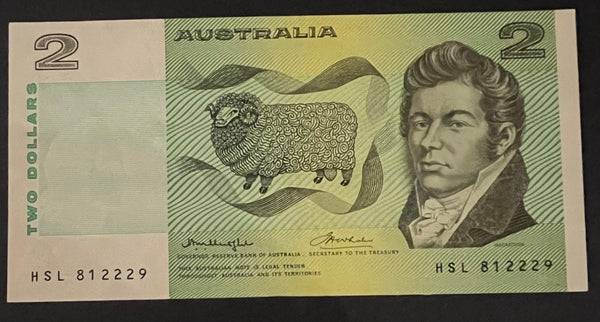 2
AUSTRALIA
2
TWO DOLLARS
MACARTHUR
GOVERNOR, RESERVE BANK OF AUSTRALIA . SECRETARY TO THE TREASURY
THIS AUSTRALIAN NOTE IS LEGAL TENDER
THROUGHOUT AUSTRALIA AND ITS TERRITORIES
HSL 812229
HSL 812229